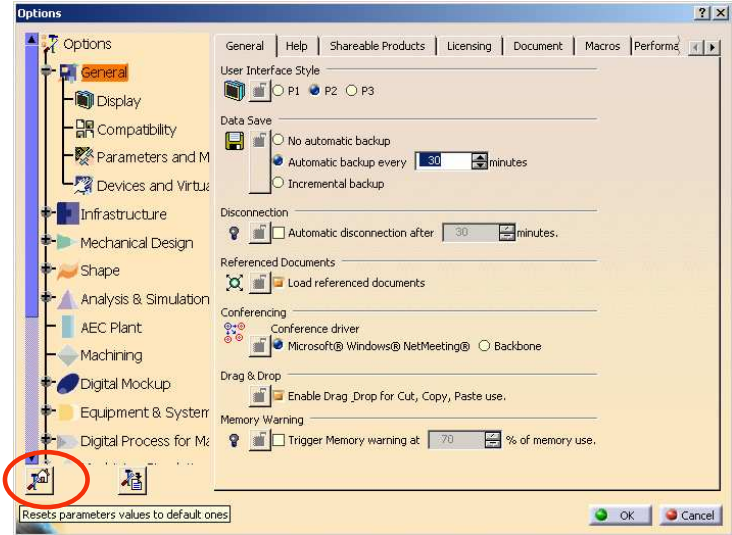 Options
Options
General
Display
Compatibility
Parameters and M
Devices and Virtua
Infrastructure
Mechanical Design
Shape
Analysis & Simulation
AEC Plant
Machining
Digital Mockup
Equipment & System
Digital Process for Ma
General Help Shareable Products Licensing Document Macros Performa
User Interface Style
P1 P2 P3
Data Save
No automatic backup
Automatic backup every 30 minutes
Incremental backup
Disconnection
Automatic disconnection after 30 minutes.
Referenced Documents
Load referenced documents
Conferencing
Conference driver
Microsoft® Windows® NetMeeting® Backbone
Drag & Drop
Enable Drag Drop for Cut, Copy, Paste use.
Memory Warning
Trigger Memory warning at 70 % of memory use.
Resets parameters values to default ones
OK Cancel